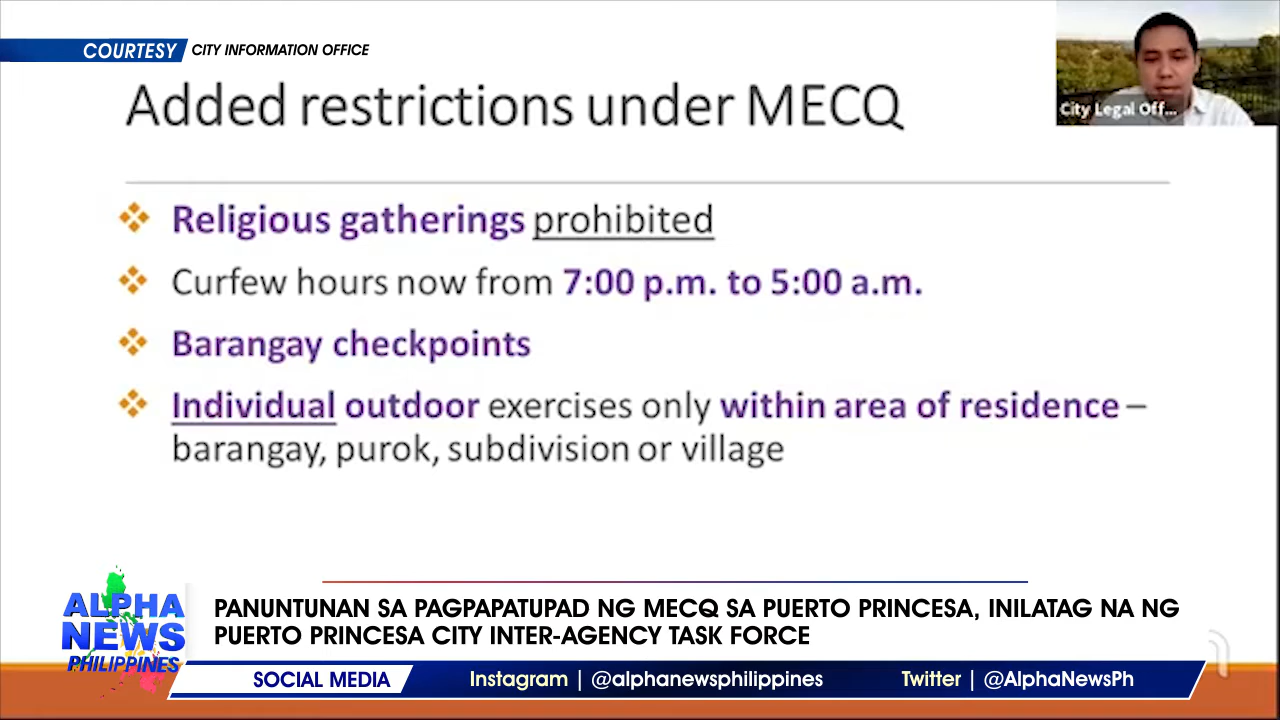 COURTESY CITY INFORMATION OFFICE
Added restrictions under MECQ
City Legal Off...
Religious gatherings prohibited
Curfew hours now from 7:00 p.m. to 5:00 a.m.
Barangay checkpoints
Individual outdoor exercises only within area of residence –
barangay, purok, subdivision or village
ALPHA
NEWS
PHILIPPINES
PANUNTUNAN SA PAGPAPATUPAD NG MECQ SA PUERTO PRINCESA, INILATAG NA NG
PUERTO PRINCESA CITY INTER-AGENCY TASK FORCE
SOCIAL MEDIA Instagram | @alphanewsphilippines Twitter | @AlphaNewsPh